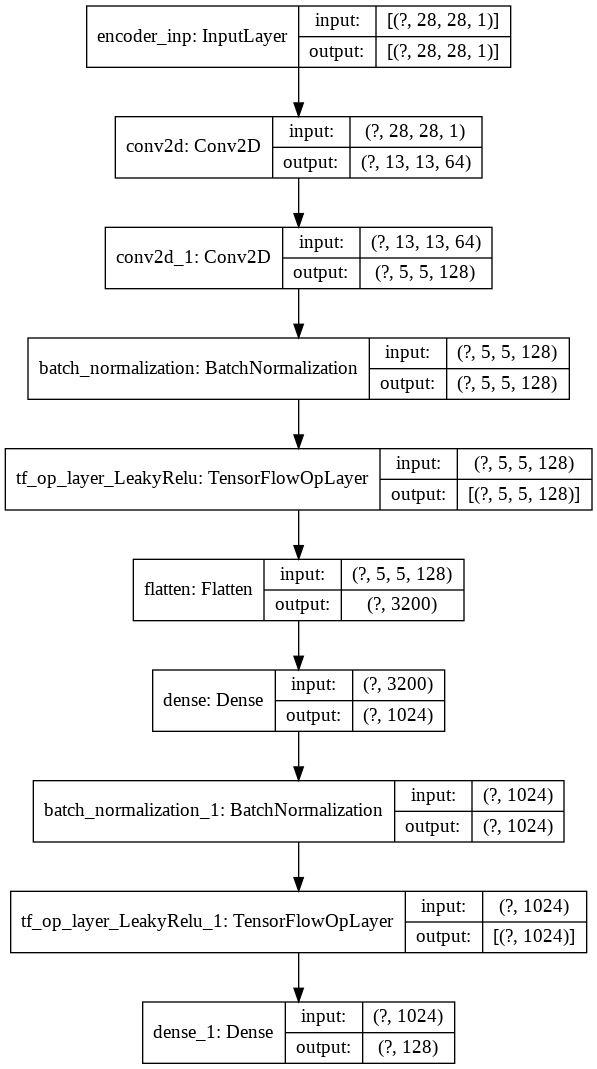 encoder_inp: InputLayer
input:
[(?, 28, 28, 1)]
output:
[(?, 28, 28, 1)]
conv2d: Conv2D
input:
(?, 28, 28, 1)
output:
(?, 13, 13, 64)
conv2d_1: Conv2D
input:
(?, 13, 13, 64)
output:
(?, 5, 5, 128)
batch_normalization: BatchNormalization
input:
(?, 5, 5, 128)
output:
(?, 5, 5, 128)
tf_op_layer_LeakyRelu: TensorFlowOpLayer
input:
(?, 5, 5, 128)
output:
[(?, 5, 5, 128)]
flatten: Flatten
input:
(?, 5, 5, 128)
output:
(?, 3200)
dense: Dense
input:
(?, 3200)
output:
(?, 1024)
batch_normalization_1: BatchNormalization
input:
(?, 1024)
output:
(?, 1024)
tf_op_layer_LeakyRelu_1: TensorFlowOpLayer
input:
(?, 1024)
output:
[(?, 1024)]
dense_1: Dense
input:
(?, 1024)
output:
(?, 128)